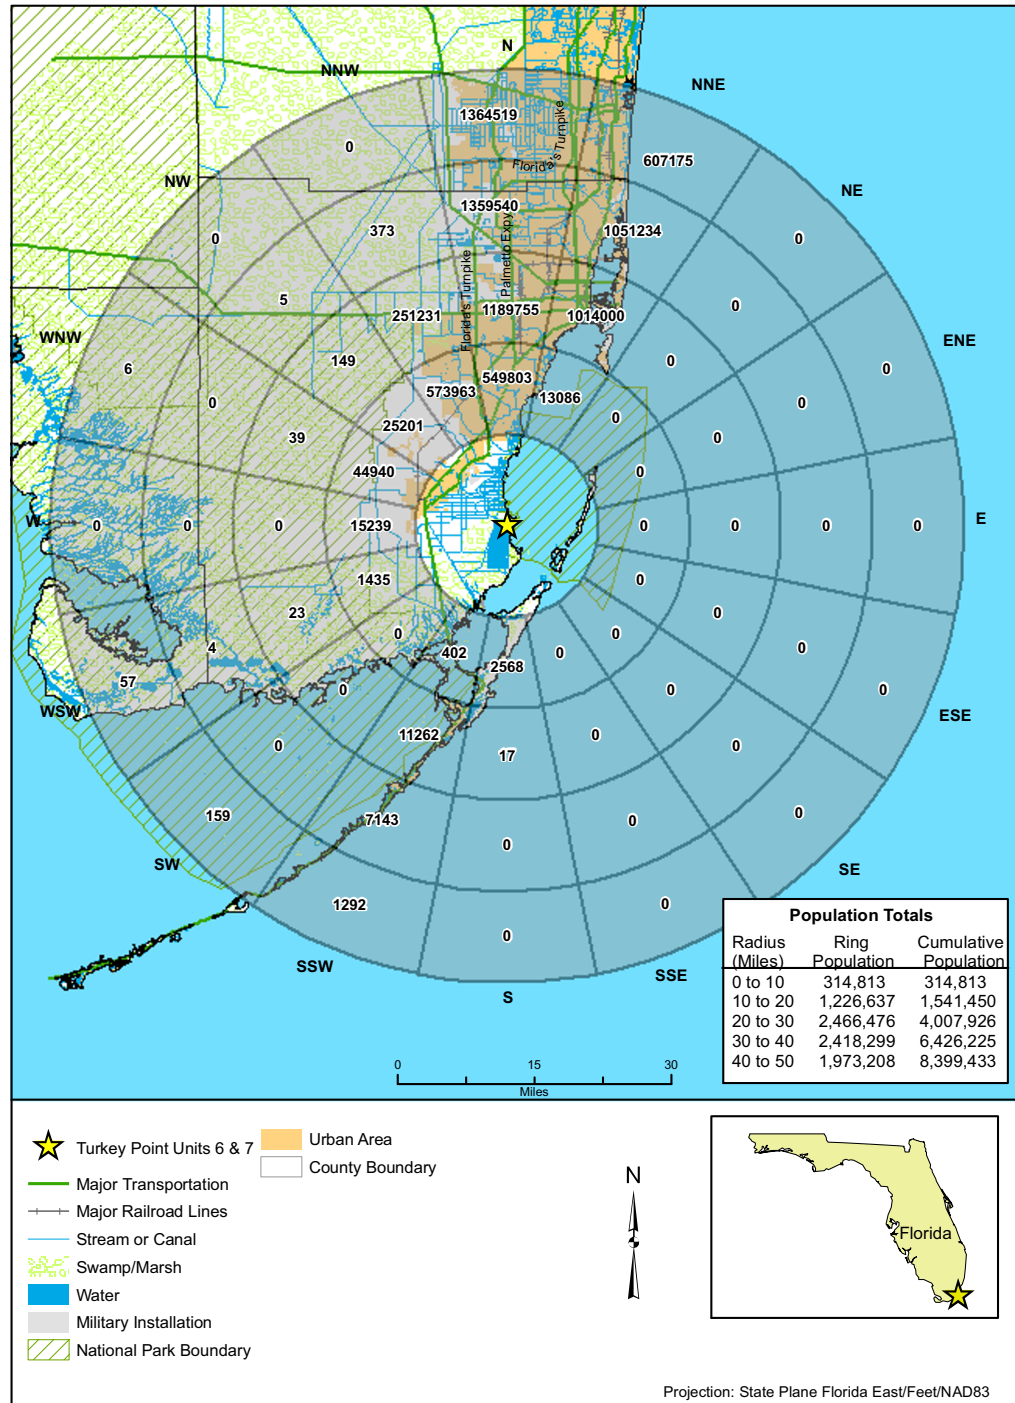 N
NNW
NNE
1364519
0
Florida's Turnpike
607175
NW
NE
1359540
373
1051234
0
0
Palmetto Expy
Florida's Turnpike
5
0
251231
1189755
1014000
WNW
ENE
149
0
6
0
549803
573963
13086
0
0
0
25201
39
0
44940
0
W
0
0
0
15239
0
0
0
0
E
1435
0
23
0
0
0
4
402
2568
0
0
57
0
0
0
WSW
ESE
11262
0
0
0
17
159
7143
0
0
0
SW
SE
1292
0
0
SSW
SSE
S
Population Totals
Radius (Miles) Ring Population Cumulative Population
0 to 10 314,813 314,813
10 to 20 1,226,637 1,541,450
20 to 30 2,466,476 4,007,926
30 to 40 2,418,299 6,426,225
40 to 50 1,973,208 8,399,433
0 15 30
Miles
Turkey Point Units 6 & 7
Urban Area
County Boundary
Major Transportation
Major Railroad Lines
Stream or Canal
Swamp/Marsh
Water
Military Installation
National Park Boundary
N
Florida
Projection: State Plane Florida East/Feet/NAD83